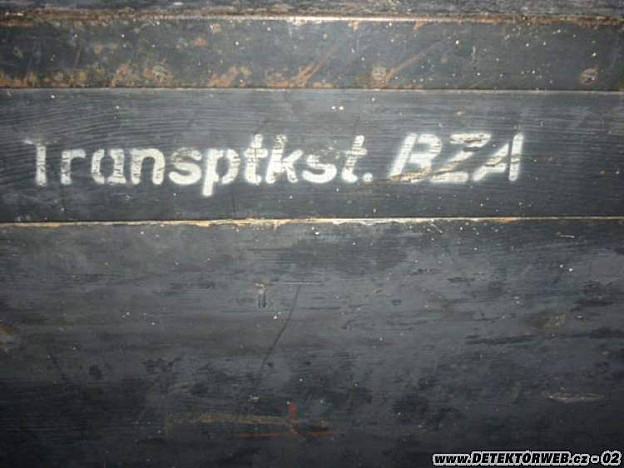 Transptkst. BZA
www.DETEKTORWEB.cz - 02